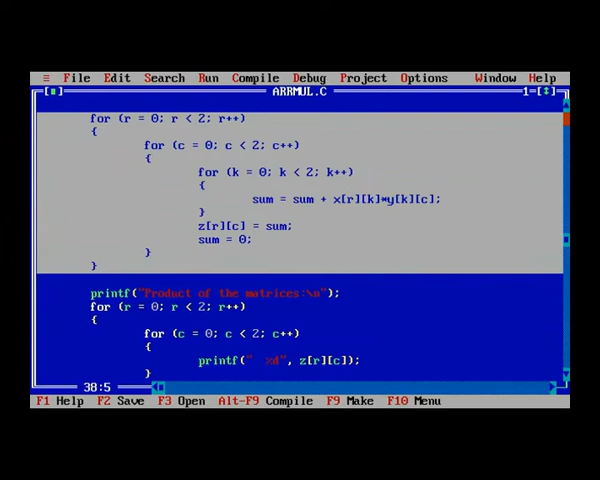 ≡ File Edit Search Run Compile Debug Project Options Window Help
[■] ARRMUL.C 1=[↕]
for (r = 0; r < 2; r++)
{
for (c = 0; c < 2; c++)
{
for (k = 0; k < 2; k++)
{
sum = sum + x[r][k]*y[k][c];
}
z[r][c] = sum;
sum = 0;
}
}
printf("Product of the matrices:\n");
for (r = 0; r < 2; r++)
{
for (c = 0; c < 2; c++)
{
printf("  %d", z[r][c]);
}
38:5
F1 Help F2 Save F3 Open Alt-F9 Compile F9 Make F10 Menu